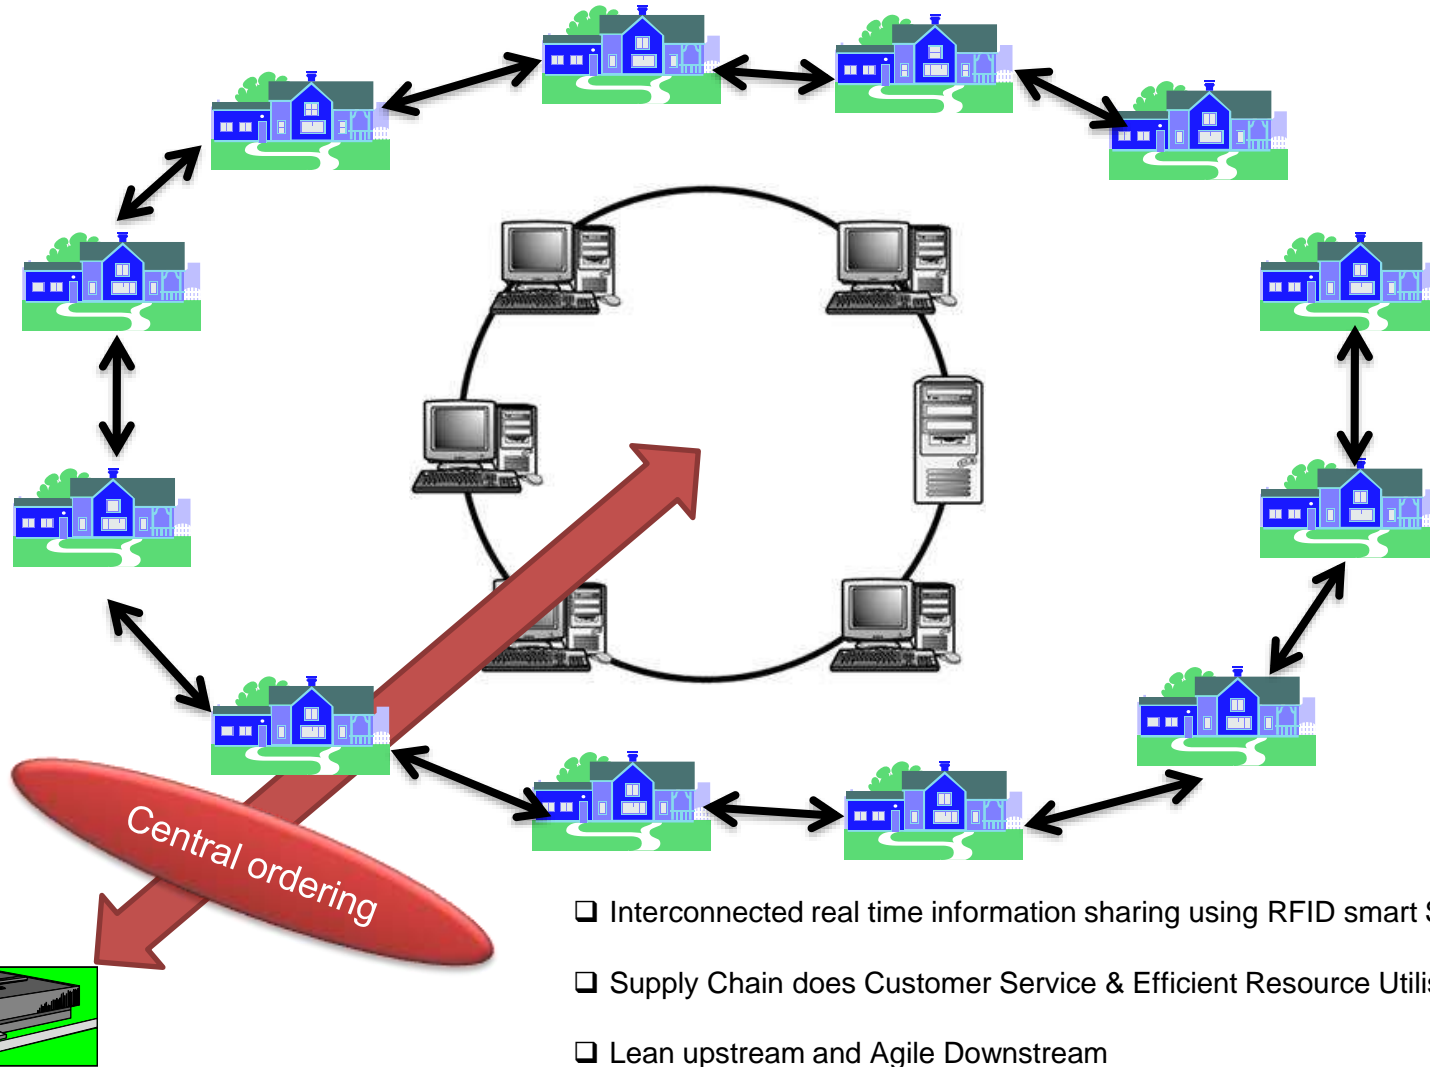 Central ordering
❑ Interconnected real time information sharing using RFID smart
❑ Supply Chain does Customer Service & Efficient Resource
❑ Lean upstream and Agile Downstream